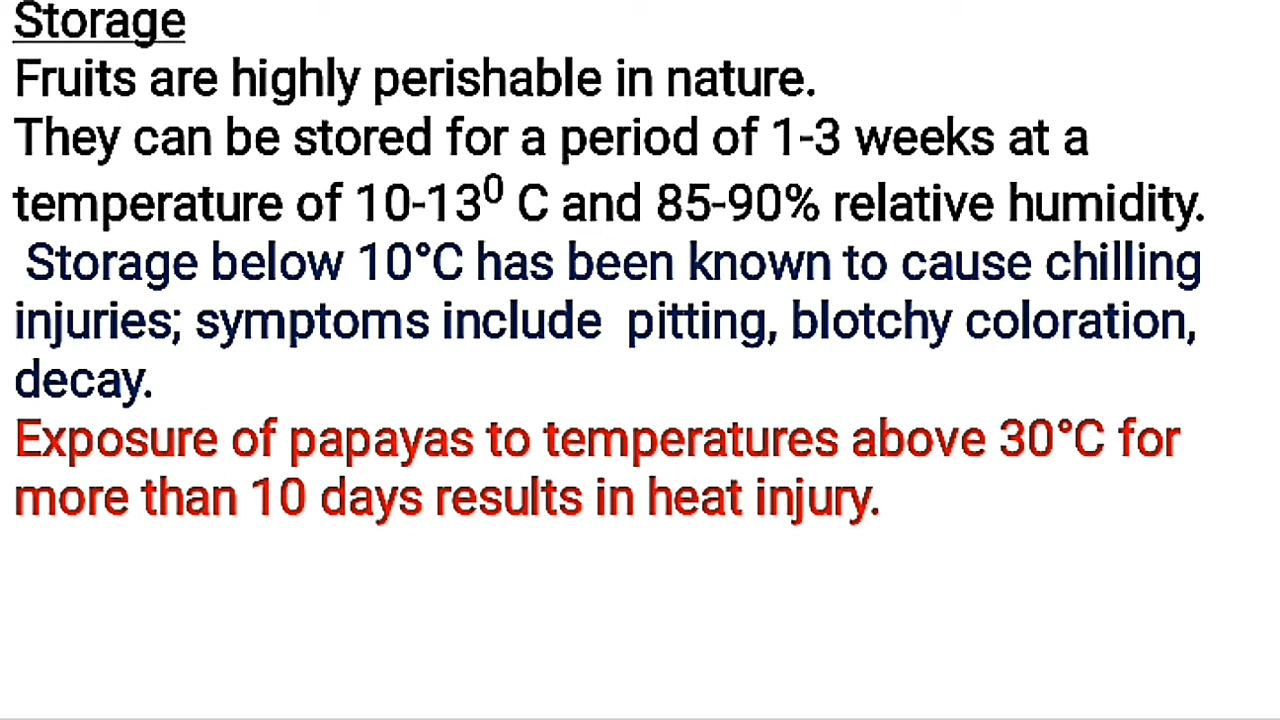 Storage
Fruits are highly perishable in nature.
They can be stored for a period of 1-3 weeks at a
temperature of 10-13⁰ C and 85-90% relative humidity.
Storage below 10°C has been known to cause chilling
injuries; symptoms include  pitting, blotchy coloration,
decay.
Exposure of papayas to temperatures above 30°C for
more than 10 days results in heat injury.